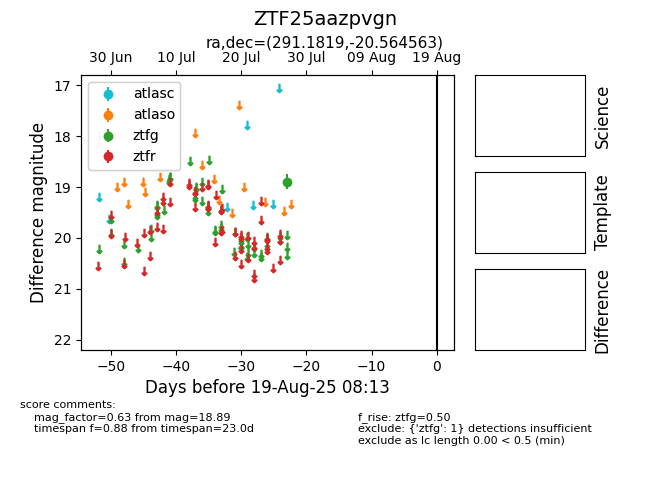 ZTF25aazpvgn
ra,dec=(291.1819,-20.564563)
30 Jun 10 Jul 20 Jul 30 Jul 09 Aug 19 Aug
17
18
19
20
21
22
Difference magnitude
atlasc
atlaso
ztfg
ztfr
Science
Template
Difference
−50 −40 −30 −20 −10 0
Days before 19-Aug-25 08:13
score comments:
mag_factor=0.63 from mag=18.89
timespan f=0.88 from timespan=23.0d
f_rise: ztfg=0.50
exclude: {'ztfg': 1} detections insufficient
exclude as lc length 0.00 < 0.5 (min)